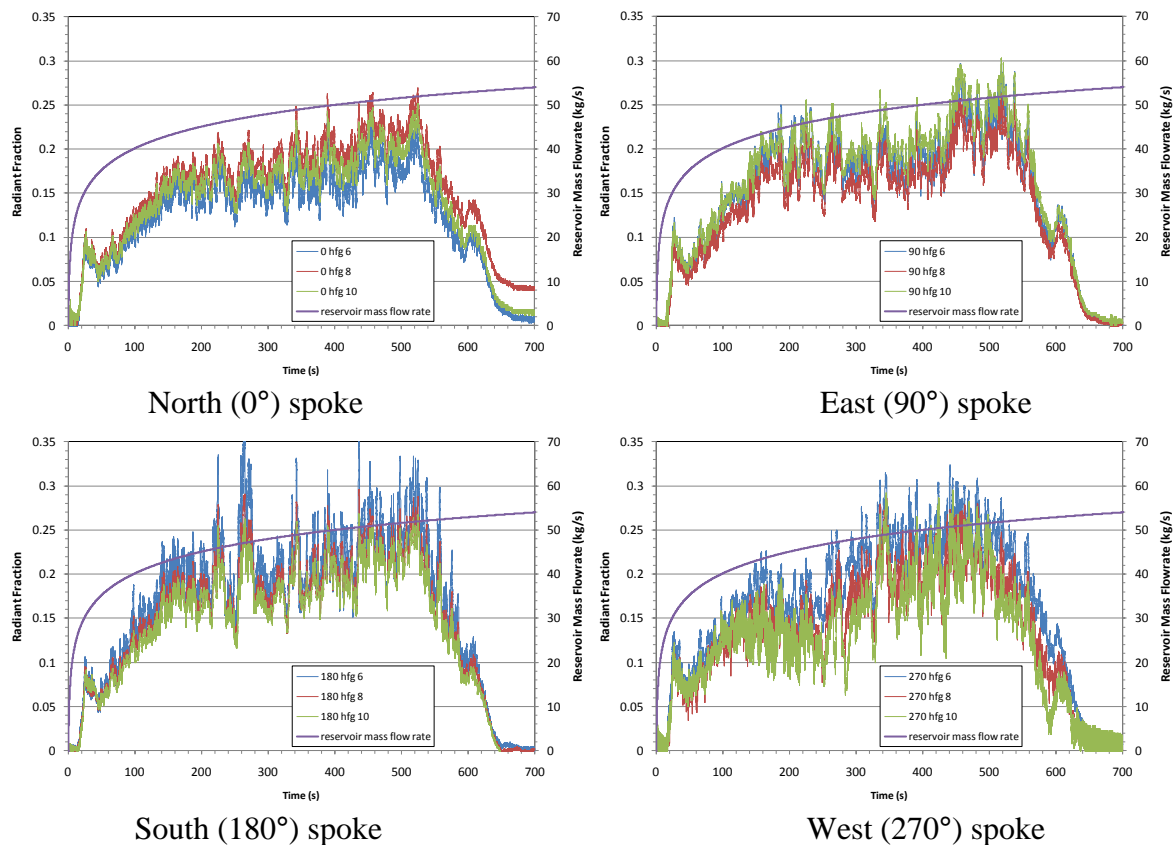 0.35
0.3
0.25
0.2
0.15
0.1
0.05
0
Radiant Fraction
70
60
50
40
30
20
10
0
Reservoir Mass Flowrate (kg/s)
0 hfg 6
0 hfg 8
0 hfg 10
reservoir mass flow rate
0 100 200 300 400 500 600 700
Time (s)
North (0°) spoke
0.35
0.3
0.25
0.2
0.15
0.1
0.05
0
Radiant Fraction
70
60
50
40
30
20
10
0
Reservoir Mass Flowrate (kg/s)
90 hfg 6
90 hfg 8
90 hfg 10
reservoir mass flow rate
0 100 200 300 400 500 600 700
Time (s)
East (90°) spoke
0.35
0.3
0.25
0.2
0.15
0.1
0.05
0
Radiant Fraction
70
60
50
40
30
20
10
0
Reservoir Mass Flowrate (kg/s)
180 hfg 6
180 hfg 8
180 hfg 10
reservoir mass flow rate
0 100 200 300 400 500 600 700
Time (s)
South (180°) spoke
0.35
0.3
0.25
0.2
0.15
0.1
0.05
0
Radiant Fraction
70
60
50
40
30
20
10
0
Reservoir Mass Flowrate (kg/s)
270 hfg 6
270 hfg 8
270 hfg 10
reservoir mass flow rate
0 100 200 300 400 500 600 700
Time (s)
West (270°) spoke